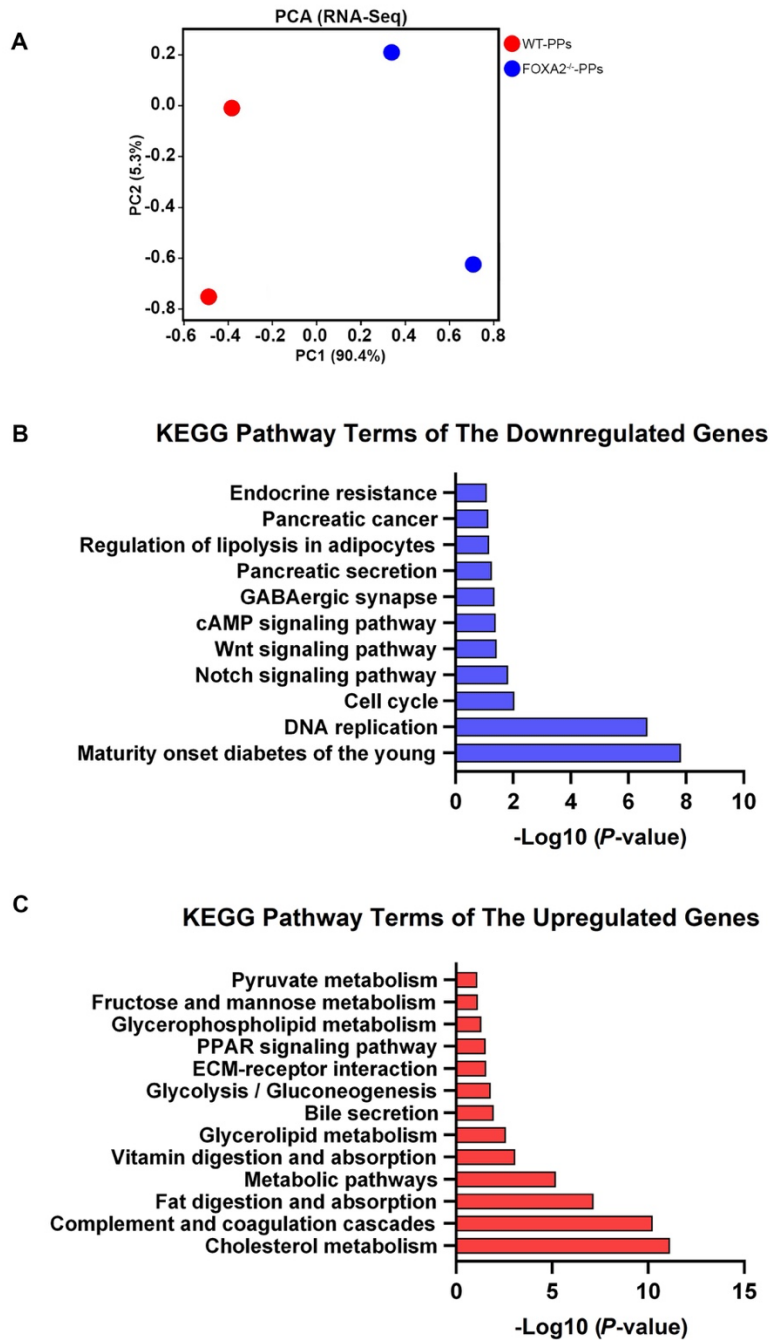 A
PCA (RNA-Seq)
WT-PPs
FOXA2-/--PPs
0.2
0.0
-0.2
-0.4
-0.6
-0.8
PC2 (5.3%)
-0.6 -0.4 -0.2 0.0 0.2 0.4 0.6 0.8
PC1 (90.4%)
B
KEGG Pathway Terms of The Downregulated Genes
Endocrine resistance
Pancreatic cancer
Regulation of lipolysis in adipocytes
Pancreatic secretion
GABAergic synapse
cAMP signaling pathway
Wnt signaling pathway
Notch signaling pathway
Cell cycle
DNA replication
Maturity onset diabetes of the young
0 2 4 6 8 10
-Log10 (P-value)
C
KEGG Pathway Terms of The Upregulated Genes
Pyruvate metabolism
Fructose and mannose metabolism
Glycerophospholipid metabolism
PPAR signaling pathway
ECM-receptor interaction
Glycolysis / Gluconeogenesis
Bile secretion
Glycerolipid metabolism
Vitamin digestion and absorption
Metabolic pathways
Fat digestion and absorption
Complement and coagulation cascades
Cholesterol metabolism
0 5 10 15
-Log10 (P-value)